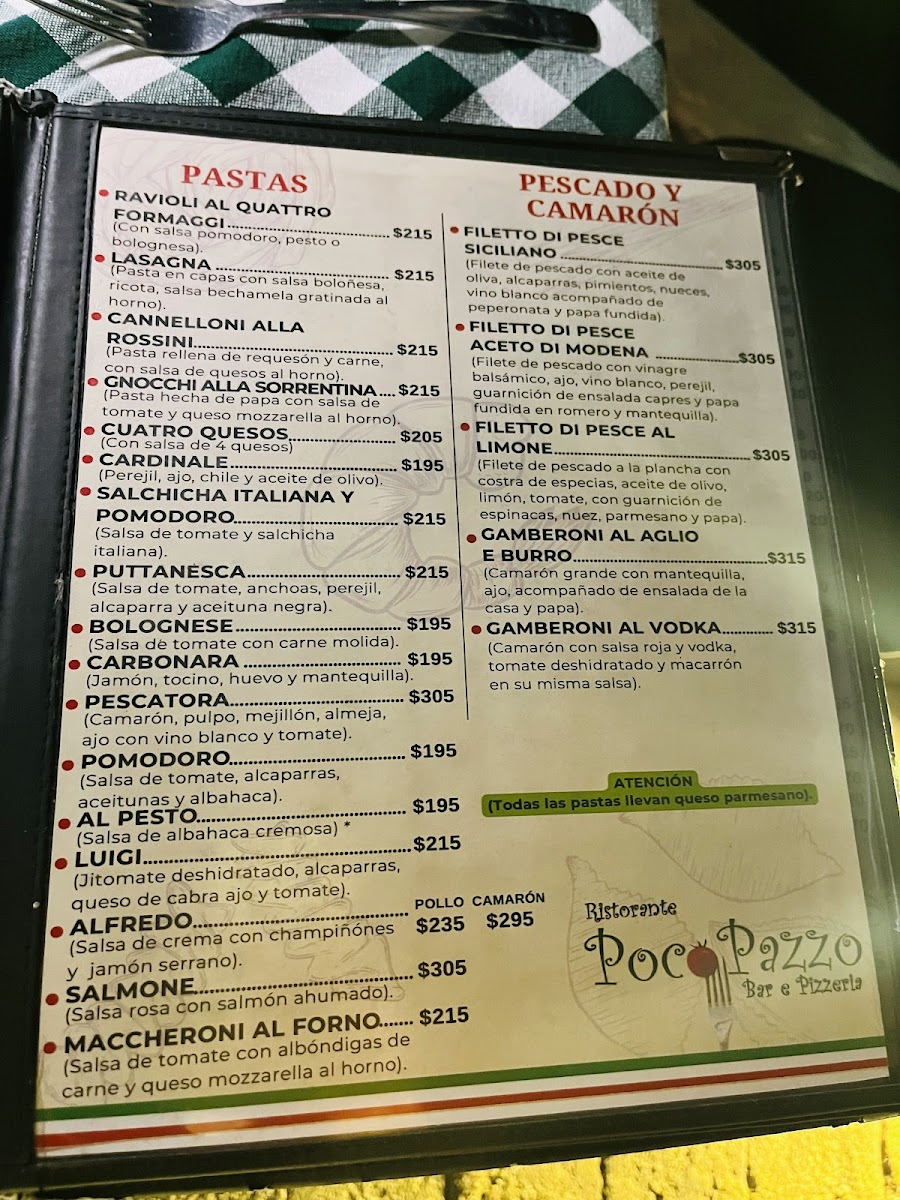 PASTAS
RAVIOLI AL QUATTRO
FORMAGGI.......... $215
(Con salsa pomodoro, pesto o
bolognesa).
LASAGNA .......... $215
(Pasta en capas con salsa boloñesa,
ricota, salsa bechamela gratinada al
horno).
CANNELLONI ALLA
ROSSINI.......... $215
(Pasta rellena de requesón y carne,
con salsa de quesos al horno).
GNOCCHI ALLA SORRENTINA.... $215
(Pasta hecha de papa con salsa de
tomate y queso mozzarella al horno).
CUATRO QUESOS.......... $205
(Con salsa de 4 quesos)
CARDINALE.......... $195
(Perejil, ajo, chile y aceite de olivo).
SALCHICHA ITALIANA Y
POMODORO.......... $215
(Salsa de tomate y salchicha
italiana).
PUTTANESCA.......... $215
(Salsa de tomate, anchoas, perejil,
alcaparra y aceituna negra).
BOLOGNESE.......... $195
(Salsa de tomate con carne molida).
CARBONARA .......... $195
(Jamón, tocino, huevo y mantequilla).
PESCATORA.......... $305
(Camarón, pulpo, mejillón, almeja,
ajo con vino blanco y tomate).
POMODORO.......... $195
(Salsa de tomate, alcaparras,
aceitunas y albahaca).
AL PESTO.......... $195
(Salsa de albahaca cremosa) *
LUIGI.......... $215
(Jitomate deshidratado, alcaparras,
queso de cabra ajo y tomate).
POLLO CAMARÓN
ALFREDO.......... $235 $295
(Salsa de crema con champiñónes
y jamón serrano).
SALMONE.......... $305
(Salsa rosa con salmón ahumado).
MACCHERONI AL FORNO....... $215
(Salsa de tomate con albóndigas de
carne y queso mozzarella al horno).
PESCADO Y
CAMARÓN
FILETTO DI PESCE
SICILIANO .......... $305
(Filete de pescado con aceite de
oliva, alcaparras, pimientos, nueces,
vino blanco acompañado de
peperonata y papa fundida).
FILETTO DI PESCE
ACETO DI MODENA .......... $305
(Filete de pescado con vinagre
balsámico, ajo, vino blanco, perejil,
guarnición de ensalada capres y papa
fundida en romero y mantequilla).
FILETTO DI PESCE AL
LIMONE.......... $305
(Filete de pescado a la plancha con
costra de especias, aceite de olivo,
limón, tomate, con guarnición de
espinacas, nuez, parmesano y papa).
GAMBERONI AL AGLIO
E BURRO.......... $315
(Camarón grande con mantequilla,
ajo, acompañado de ensalada de la
casa y papa).
GAMBERONI AL VODKA.......... $315
(Camarón con salsa roja y vodka,
tomate deshidratado y macarrón
en su misma salsa).
ATENCIÓN
(Todas las pastas llevan queso parmesano).
Ristorante
Poco Pazzo
Bar e Pizzeria